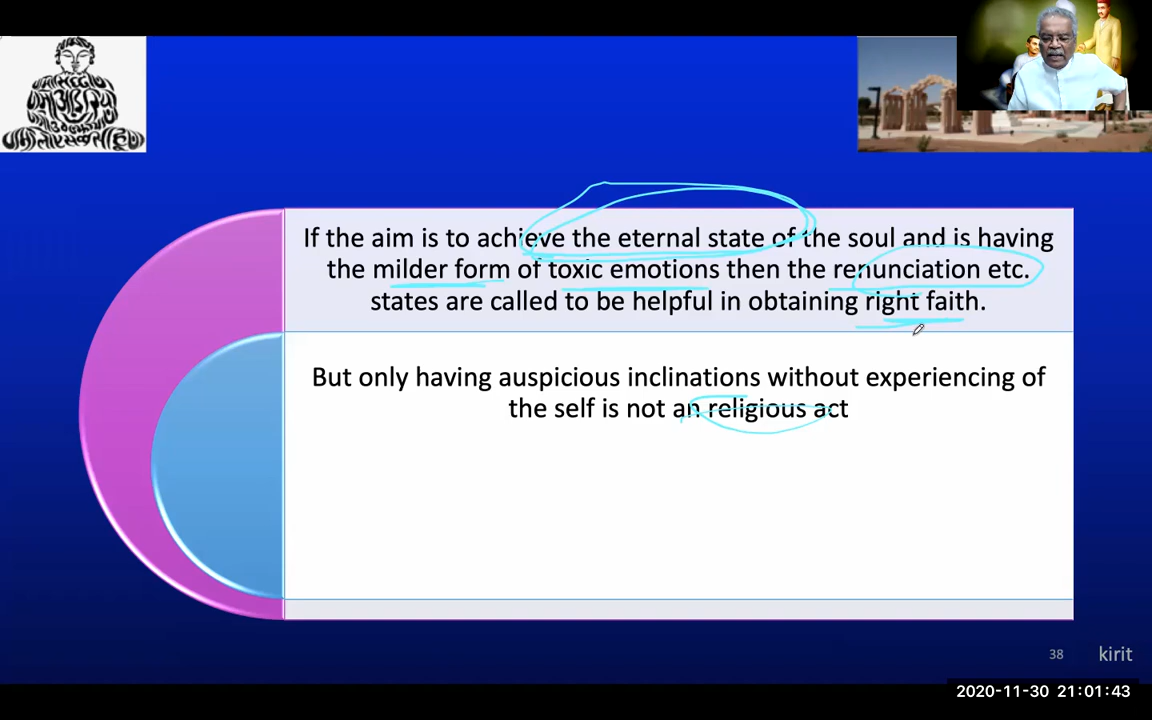 If the aim is to achieve the eternal state of the soul and is having
the milder form of toxic emotions then the renunciation etc.
states are called to be helpful in obtaining right faith.
But only having auspicious inclinations without experiencing of
the self is not an religious act
38 kirit
2020-11-30 21:01:43